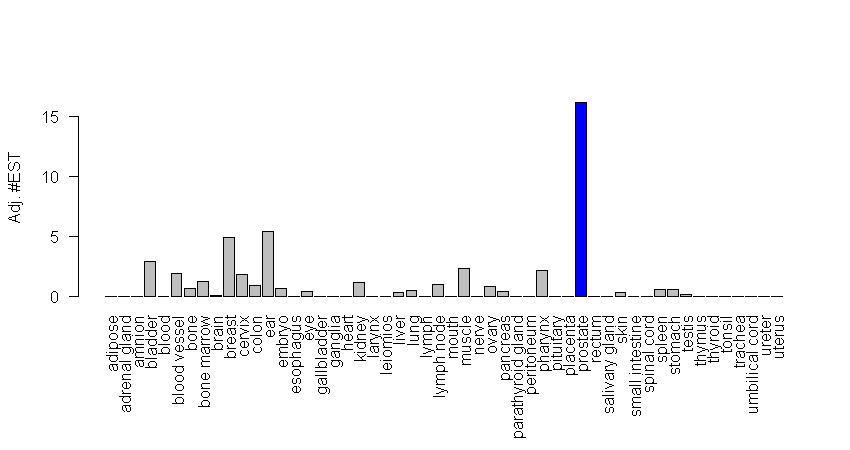 Adj. #EST
15
10
5
0
adipose
adrenal gland
amnion
bladder
blood
blood vessel
bone
bone marrow
brain
breast
cervix
colon
ear
embryo
esophagus
eye
gallbladder
ganglia
heart
kidney
larynx
leiomios
liver
lung
lymph
lymph node
mouth
muscle
nerve
ovary
pancreas
parathyroid gland
peritoneum
pharynx
pituitary
placenta
prostate
rectum
salivary gland
skin
small intestine
spinal cord
spleen
stomach
testis
thymus
thyroid
tonsil
trachea
umbilical cord
ureter
uterus